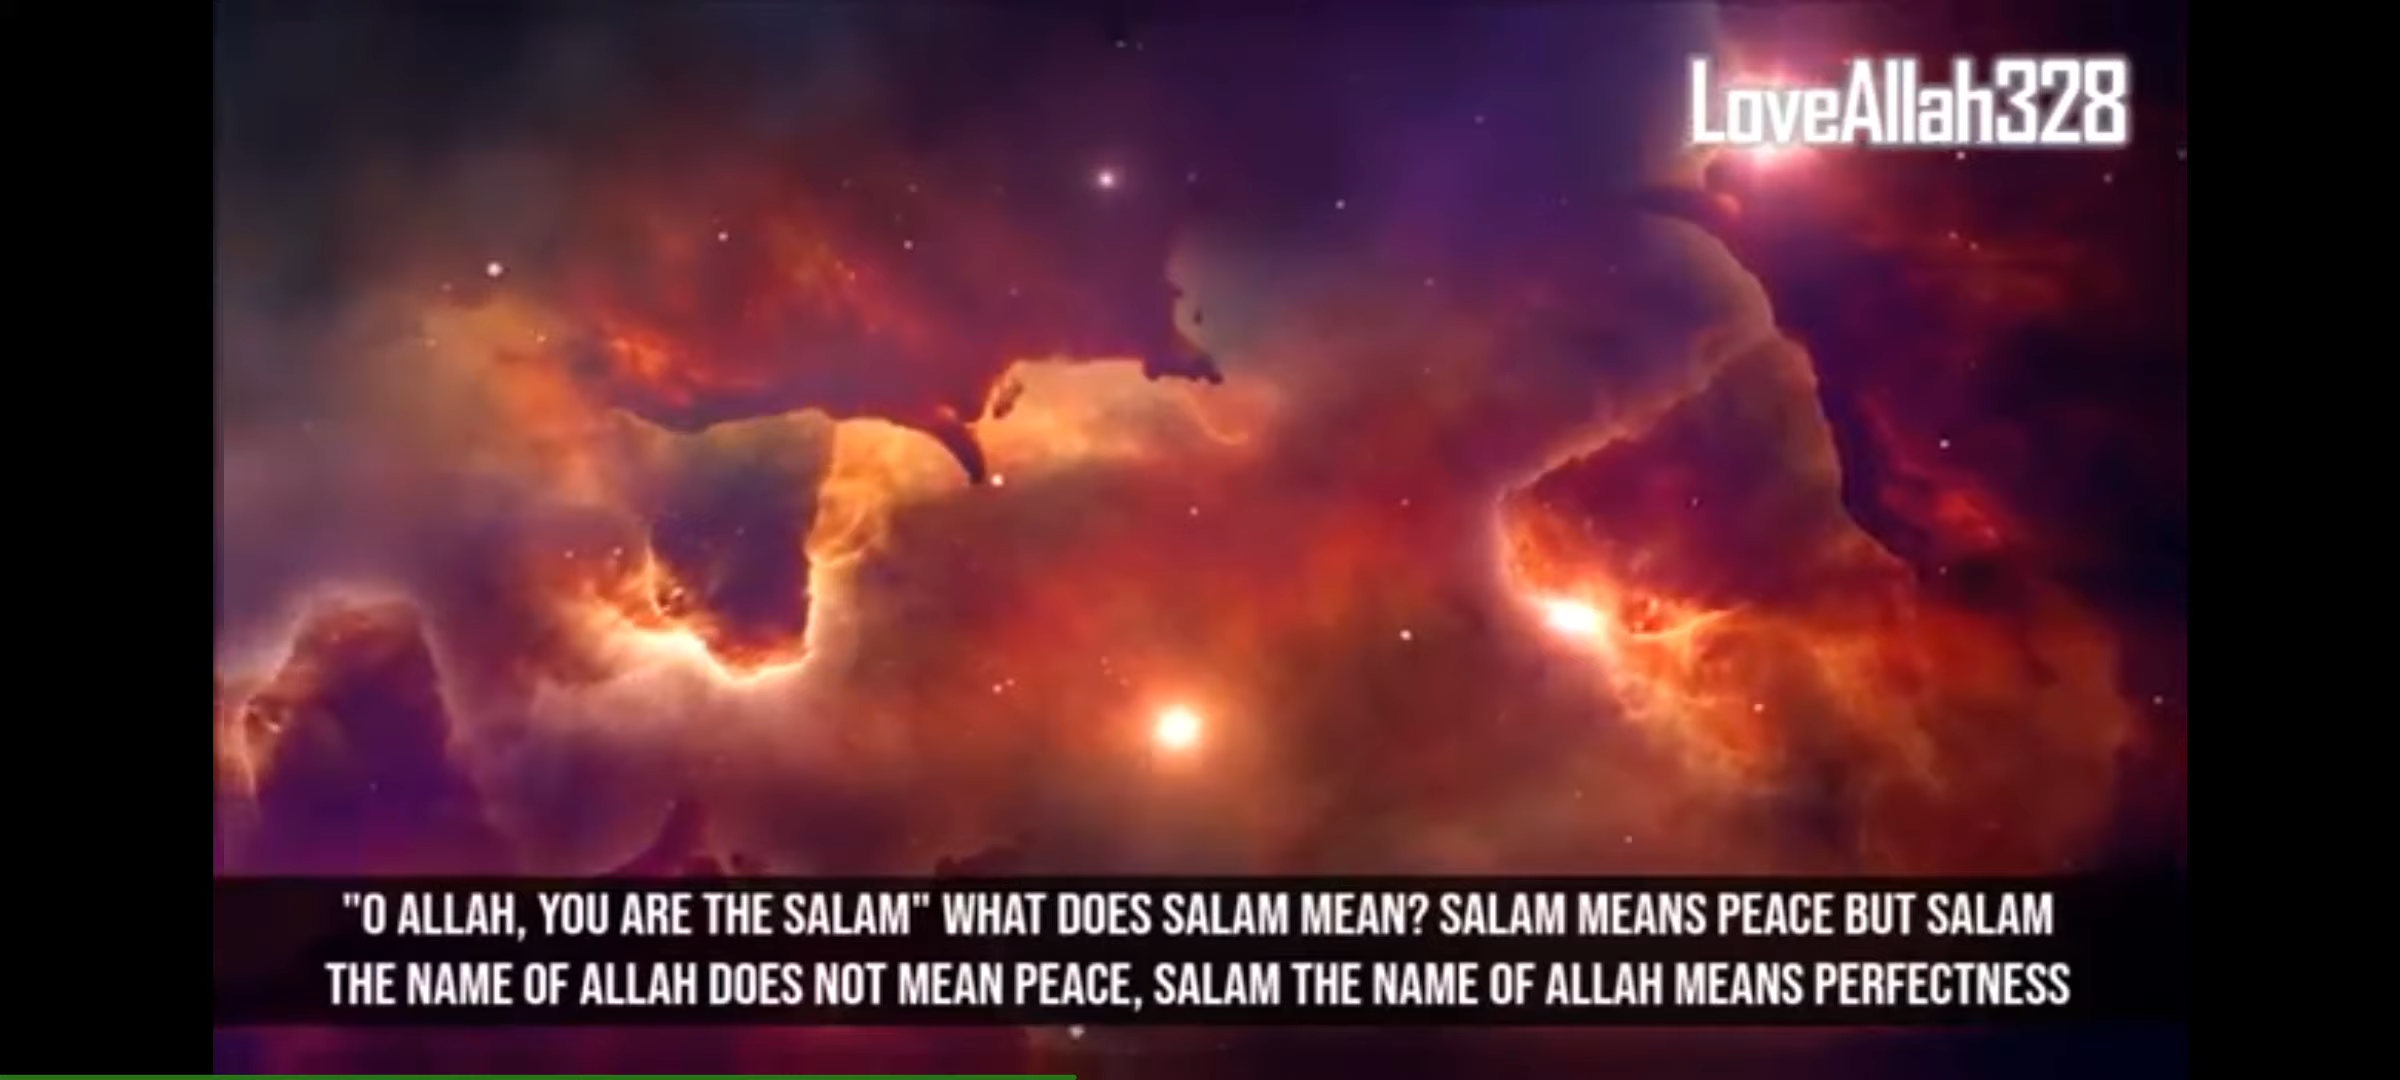 LoveAllah328
"O ALLAH, YOU ARE THE SALAM" WHAT DOES SALAM MEAN? SALAM MEANS PEACE BUT SALAM
THE NAME OF ALLAH DOES NOT MEAN PEACE, SALAM THE NAME OF ALLAH MEANS PERFECTNESS